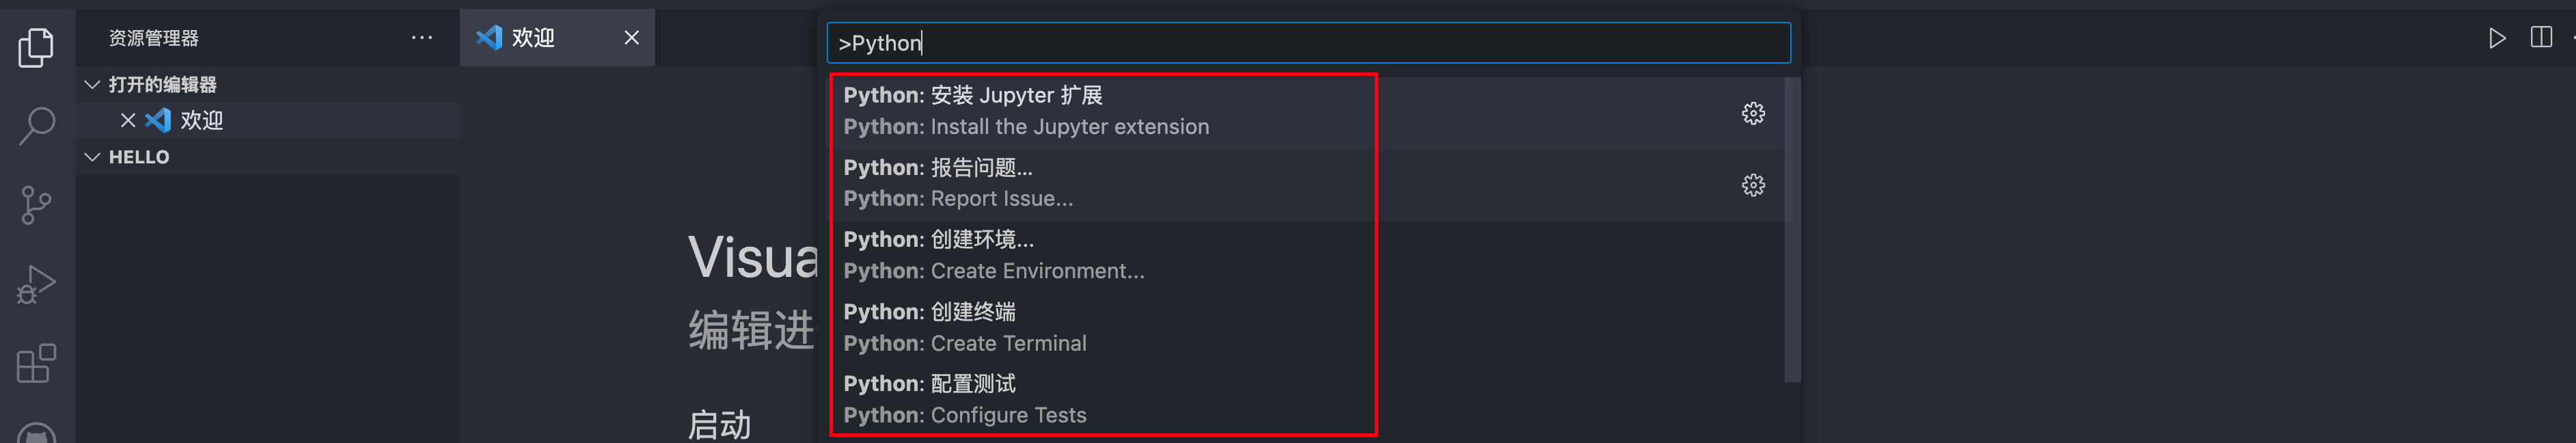 资源管理器
打开的编辑器
欢迎
HELLO
欢迎
>Python
Python: 安装 Jupyter 扩展
Python: Install the Jupyter extension
Python: 报告问题...
Python: Report Issue...
Python: 创建环境...
Python: Create Environment...
Python: 创建终端
Python: Create Terminal
Python: 配置测试
Python: Configure Tests
Visua
编辑进
启动